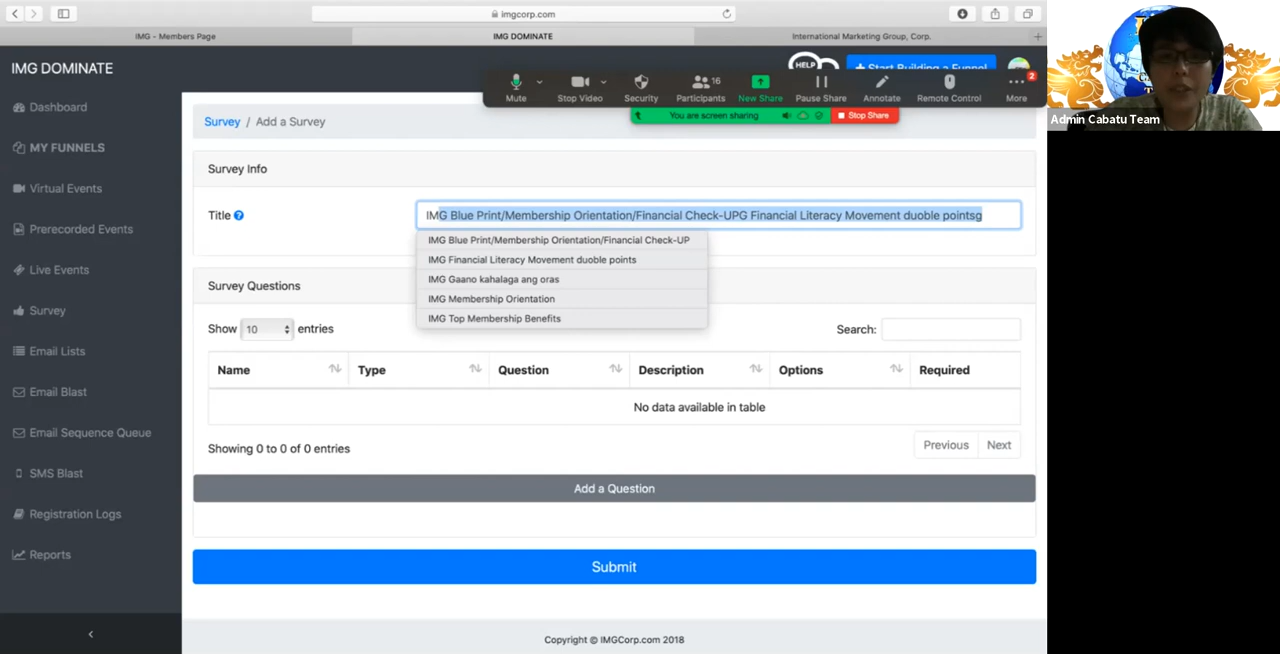 imgcorp.com
IMG - Members Page
IMG DOMINATE
International Marketing Group, Corp.
IMG DOMINATE
HELP
Start Building a Funnel
Mute
Stop Video
Security
16
Participants
New Share
Pause Share
Annotate
Remote Control
2
More
You are screen sharing
Stop Share
Admin Cabatu Team
Dashboard
MY FUNNELS
Virtual Events
Prerecorded Events
Live Events
Survey
Email Lists
Email Blast
Email Sequence Queue
SMS Blast
Registration Logs
Reports
Survey / Add a Survey
Survey Info
Title
IMG Blue Print/Membership Orientation/Financial Check-UPG Financial Literacy Movement duoble pointsg
IMG Blue Print/Membership Orientation/Financial Check-UP
IMG Financial Literacy Movement duoble points
IMG Gaano kahalaga ang oras
IMG Membership Orientation
IMG Top Membership Benefits
Survey Questions
Show 10 entries
Search:
Name Type Question Description Options Required
No data available in table
Showing 0 to 0 of 0 entries
Previous Next
Add a Question
Submit
Copyright © IMGCorp.com 2018